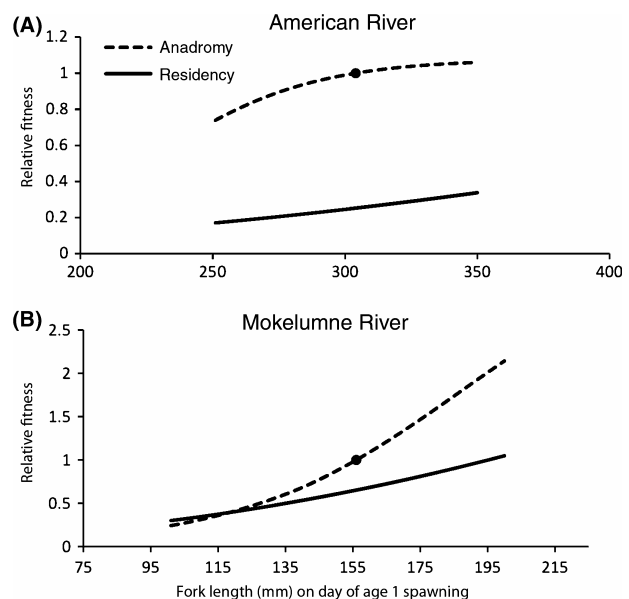 (A) American River
1.2
Anadromy
1
Residency
0.8
0.6
0.4
0.2
0
Relative fitness
200 250 300 350 400
(B) Mokelumne River
2.5
2
1.5
1
0.5
0
Relative fitness
75 95 115 135 155 175 195 215
Fork length (mm) on day of age 1 spawning